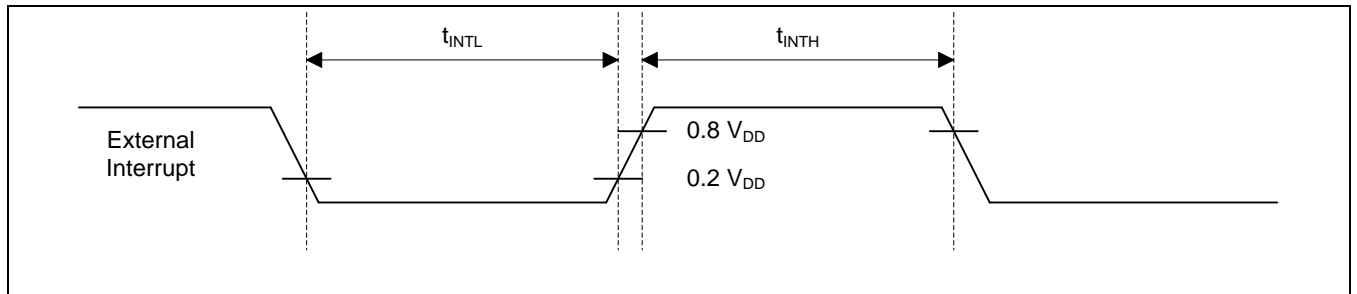 tINTL
tINTH
External
Interrupt
0.8 VDD
0.2 VDD